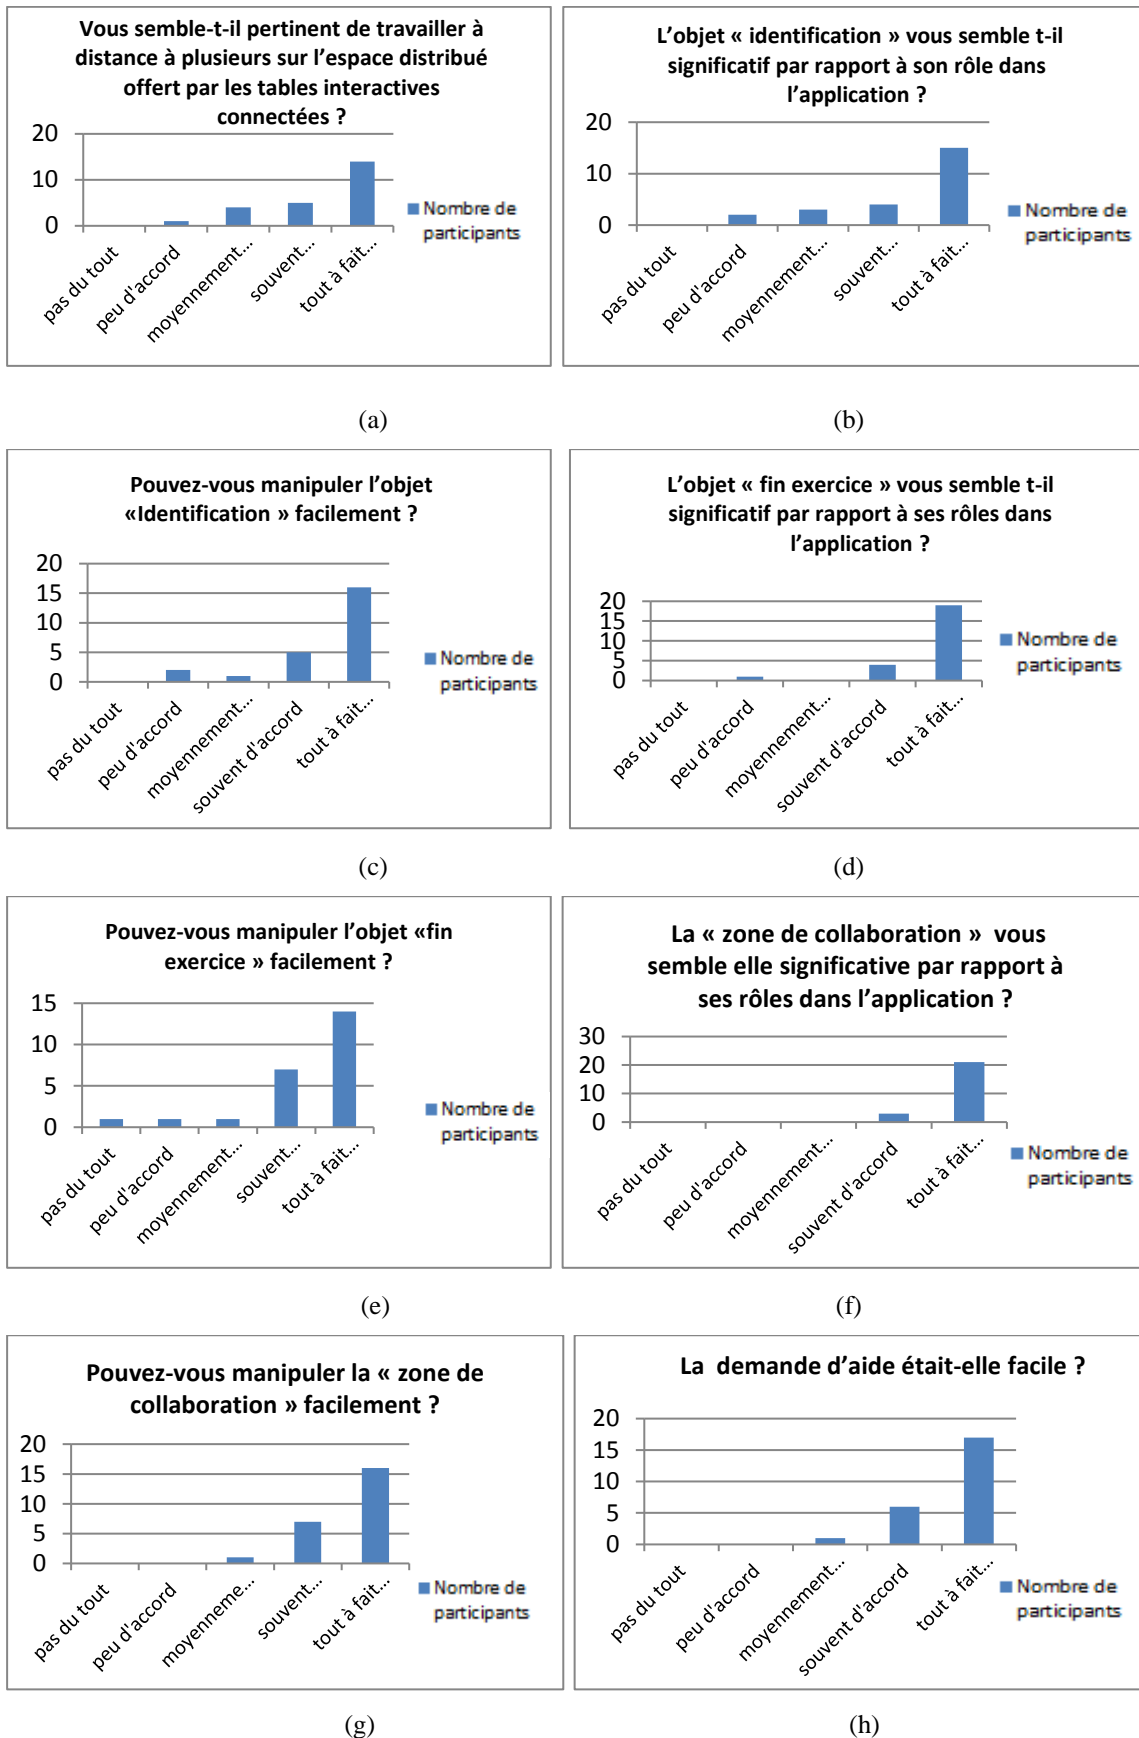 Vous semble-t-il pertinent de travailler à
distance à plusieurs sur l'espace distribué
offert par les tables interactives
connectées ?
20
10
0
pas du tout
peu d'accord
moyennement...
souvent...
tout à fait...
Nombre de
participants
(a)
L'objet « identification » vous semble t-il
significatif par rapport à son rôle dans
l'application ?
20
10
0
pas du tout
peu d'accord
moyennement...
souvent...
tout à fait...
Nombre de
participants
(b)
Pouvez-vous manipuler l'objet
«Identification » facilement ?
20
15
10
5
0
pas du tout
peu d'accord
moyennement...
souvent d'accord
tout à fait...
Nombre de
participants
(c)
L'objet « fin exercice » vous semble t-il
significatif par rapport à ses rôles dans
l'application ?
20
15
10
5
0
pas du tout
peu d'accord
moyennement...
souvent d'accord
tout à fait...
Nombre de
participants
(d)
Pouvez-vous manipuler l'objet «fin
exercice » facilement ?
15
10
5
0
pas du tout
peu d'accord
moyennement...
souvent...
tout à fait...
Nombre de
participants
(e)
La « zone de collaboration » vous
semble elle significative par rapport à
ses rôles dans l'application ?
30
20
10
0
pas du tout
peu d'accord
moyennement...
souvent d'accord
tout à fait...
Nombre de
participants
(f)
Pouvez-vous manipuler la « zone de
collaboration » facilement ?
20
15
10
5
0
pas du tout
peu d'accord
moyenneme...
souvent...
tout à fait...
Nombre de
participants
(g)
La demande d'aide était-elle facile ?
20
15
10
5
0
pas du tout
peu d'accord
moyennement...
souvent d'accord
tout à fait...
Nombre de
participants
(h)